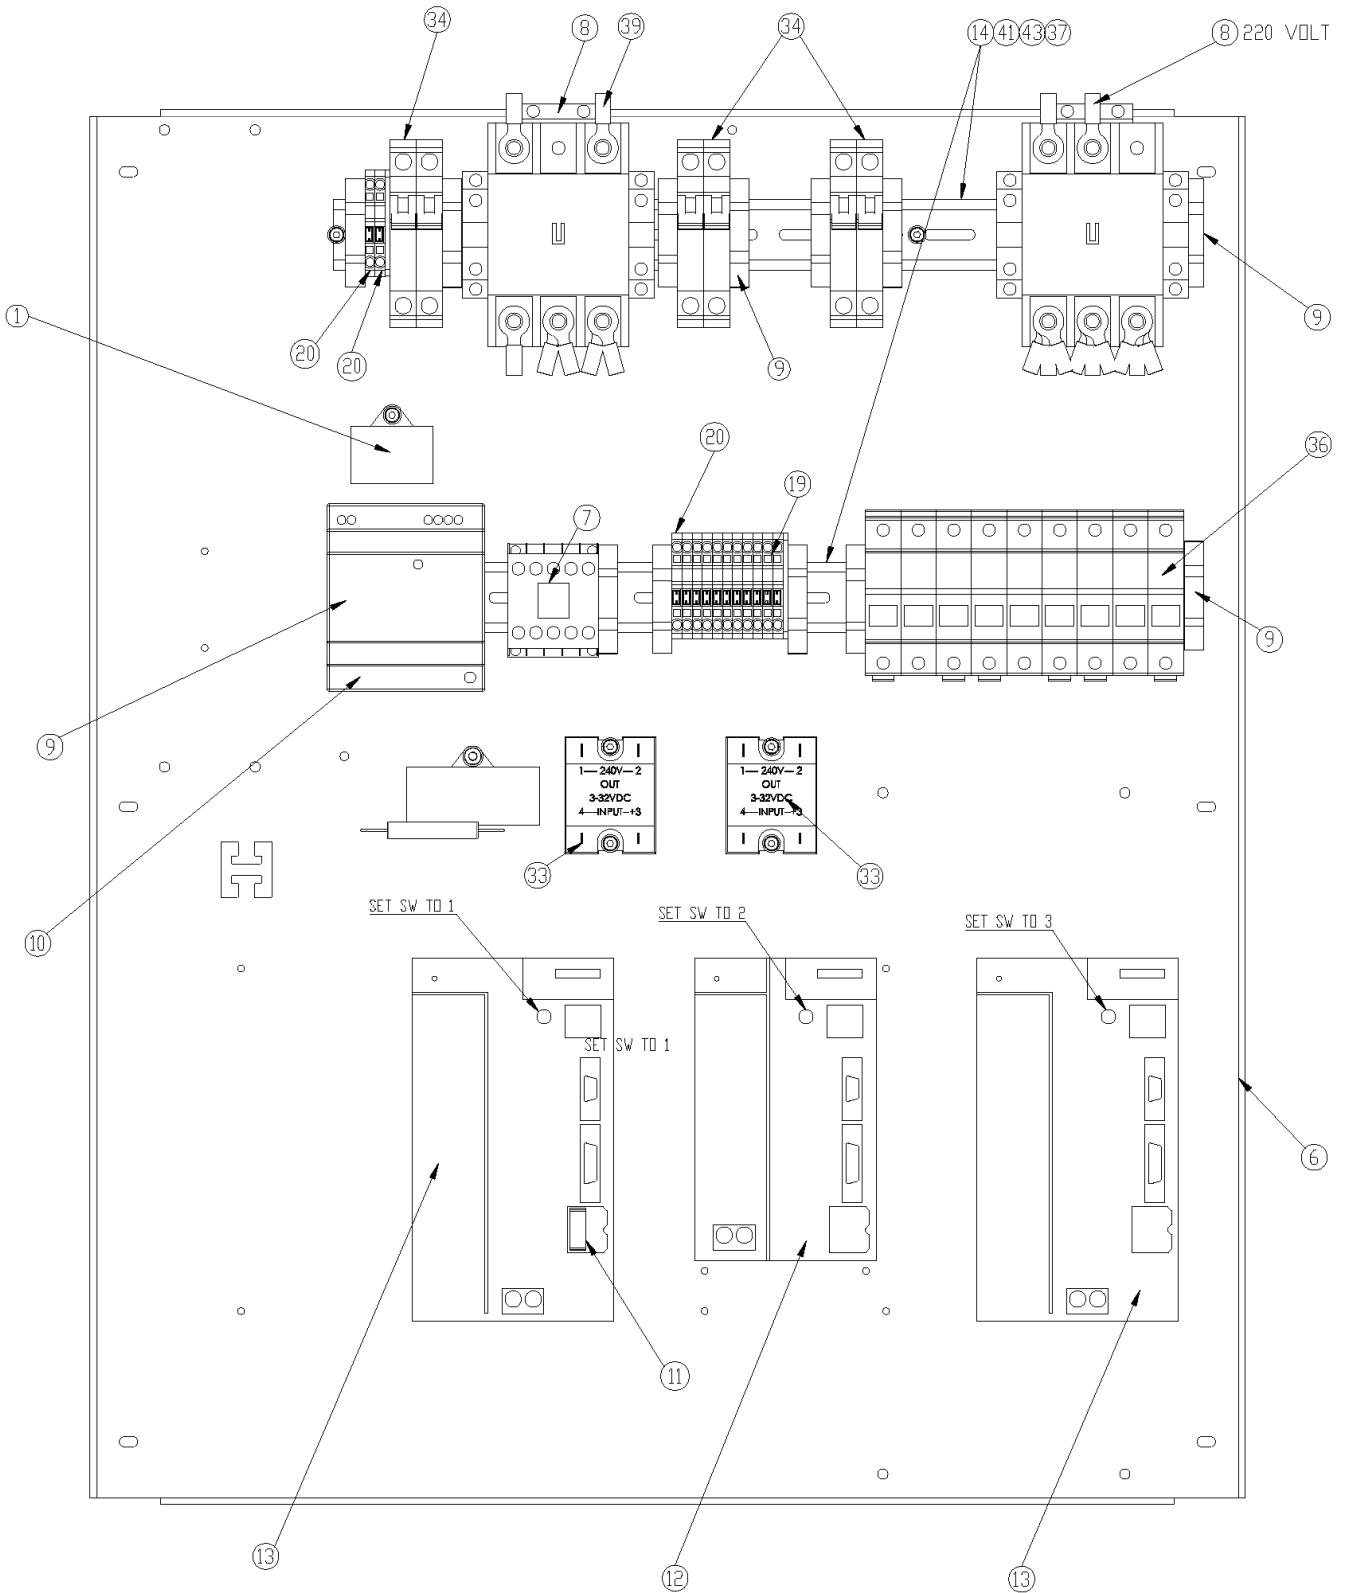 34
8
39
34
14 41 43 37
8 220 VOLT
1
20
20
9
9
20
36
19
7
9
9
1 — 240V — 2
OUT
3-32VDC
4 — INPUT - +3
1 — 240V — 2
OUT
3-32VDC
4 — INPUT - +3
33
33
10
SET SW TO 1
SET SW TO 2
SET SW TO 3
SET SW TO 1
6
11
13
12
13